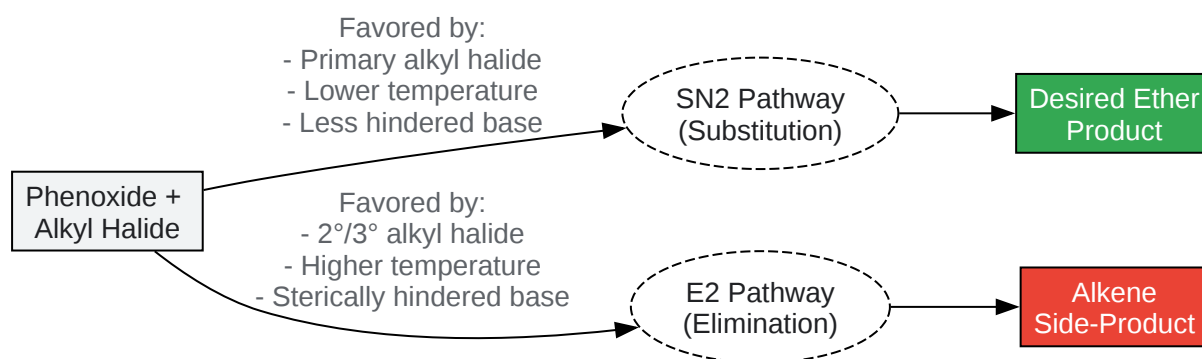 Favored by:
- Primary alkyl halide
- Lower temperature
- Less hindered base
SN2 Pathway
(Substitution)
Desired Ether
Product
Phenoxide +
Alkyl Halide
Favored by:
- 2°/3° alkyl halide
- Higher temperature
- Sterically hindered base
E2 Pathway
(Elimination)
Alkene
Side-Product